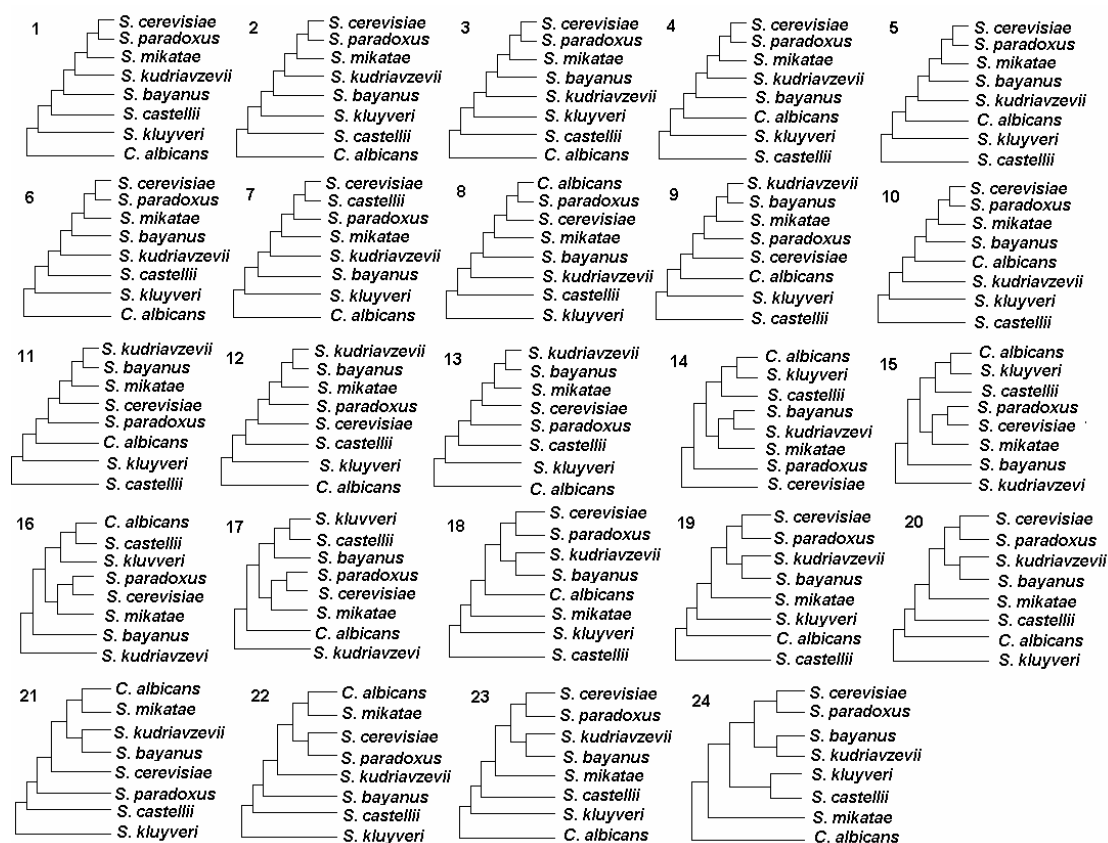 1
S. cerevisiae
S. paradoxus
S. mikatae
S. kudriavzevii
S. bayanus
S. castellii
S. kluyveri
C. albicans
2
S. cerevisiae
S. paradoxus
S. mikatae
S. kudriavzevii
S. bayanus
S. kluyveri
S. castellii
C. albicans
3
S. cerevisiae
S. paradoxus
S. mikatae
S. bayanus
S. kudriavzevii
S. kluyveri
S. castellii
C. albicans
4
S. cerevisiae
S. paradoxus
S. mikatae
S. kudriavzevii
S. bayanus
C. albicans
S. kluyveri
S. castellii
5
S. cerevisiae
S. paradoxus
S. mikatae
S. bayanus
S. kudriavzevii
C. albicans
S. kluyveri
S. castellii
6
S. cerevisiae
S. paradoxus
S. mikatae
S. bayanus
S. kudriavzevii
S. castellii
S. kluyveri
C. albicans
7
S. cerevisiae
S. castellii
S. paradoxus
S. mikatae
S. kudriavzevii
S. bayanus
S. kluyveri
C. albicans
8
C. albicans
S. paradoxus
S. cerevisiae
S. mikatae
S. bayanus
S. kudriavzevii
S. castellii
S. kluyveri
9
S. kudriavzevii
S. bayanus
S. mikatae
S. paradoxus
S. cerevisiae
C. albicans
S. kluyveri
S. castellii
10
S. cerevisiae
S. paradoxus
S. mikatae
S. bayanus
C. albicans
S. kudriavzevii
S. kluyveri
S. castellii
11
S. kudriavzevii
S. bayanus
S. mikatae
S. cerevisiae
S. paradoxus
C. albicans
S. kluyveri
S. castellii
12
S. kudriavzevii
S. bayanus
S. mikatae
S. paradoxus
S. cerevisiae
S. castellii
S. kluyveri
C. albicans
13
S. kudriavzevii
S. bayanus
S. mikatae
S. cerevisiae
S. paradoxus
S. castellii
S. kluyveri
C. albicans
14
C. albicans
S. kluyveri
S. castellii
S. bayanus
S. kudriavzevi
S. mikatae
S. paradoxus
S. cerevisiae
15
C. albicans
S. kluyveri
S. castellii
S. paradoxus
S. cerevisiae
S. mikatae
S. bayanus
S. kudriavzevi
16
C. albicans
S. castellii
S. kluvveri
S. paradoxus
S. cerevisiae
S. mikatae
S. bayanus
S. kudriavzevi
17
S. kluvveri
S. castellii
S. bayanus
S. paradoxus
S. cerevisiae
S. mikatae
C. albicans
S. kudriavzevi
18
S. cerevisiae
S. paradoxus
S. kudriavzevii
S. bayanus
C. albicans
S. mikatae
S. kluyveri
S. castellii
19
S. cerevisiae
S. paradoxus
S. kudriavzevii
S. bayanus
S. mikatae
S. kluyveri
C. albicans
S. castellii
20
S. cerevisiae
S. paradoxus
S. kudriavzevii
S. bayanus
S. mikatae
S. castellii
C. albicans
S. kluyveri
21
C. albicans
S. mikatae
S. kudriavzevii
S. bayanus
S. cerevisiae
S. paradoxus
S. castellii
S. kluyveri
22
C. albicans
S. mikatae
S. cerevisiae
S. paradoxus
S. kudriavzevii
S. bayanus
S. castellii
S. kluyveri
23
S. cerevisiae
S. paradoxus
S. kudriavzevii
S. bayanus
S. mikatae
S. castellii
S. kluyveri
C. albicans
24
S. cerevisiae
S. paradoxus
S. bayanus
S. kudriavzevii
S. kluyveri
S. castellii
S. mikatae
C. albicans